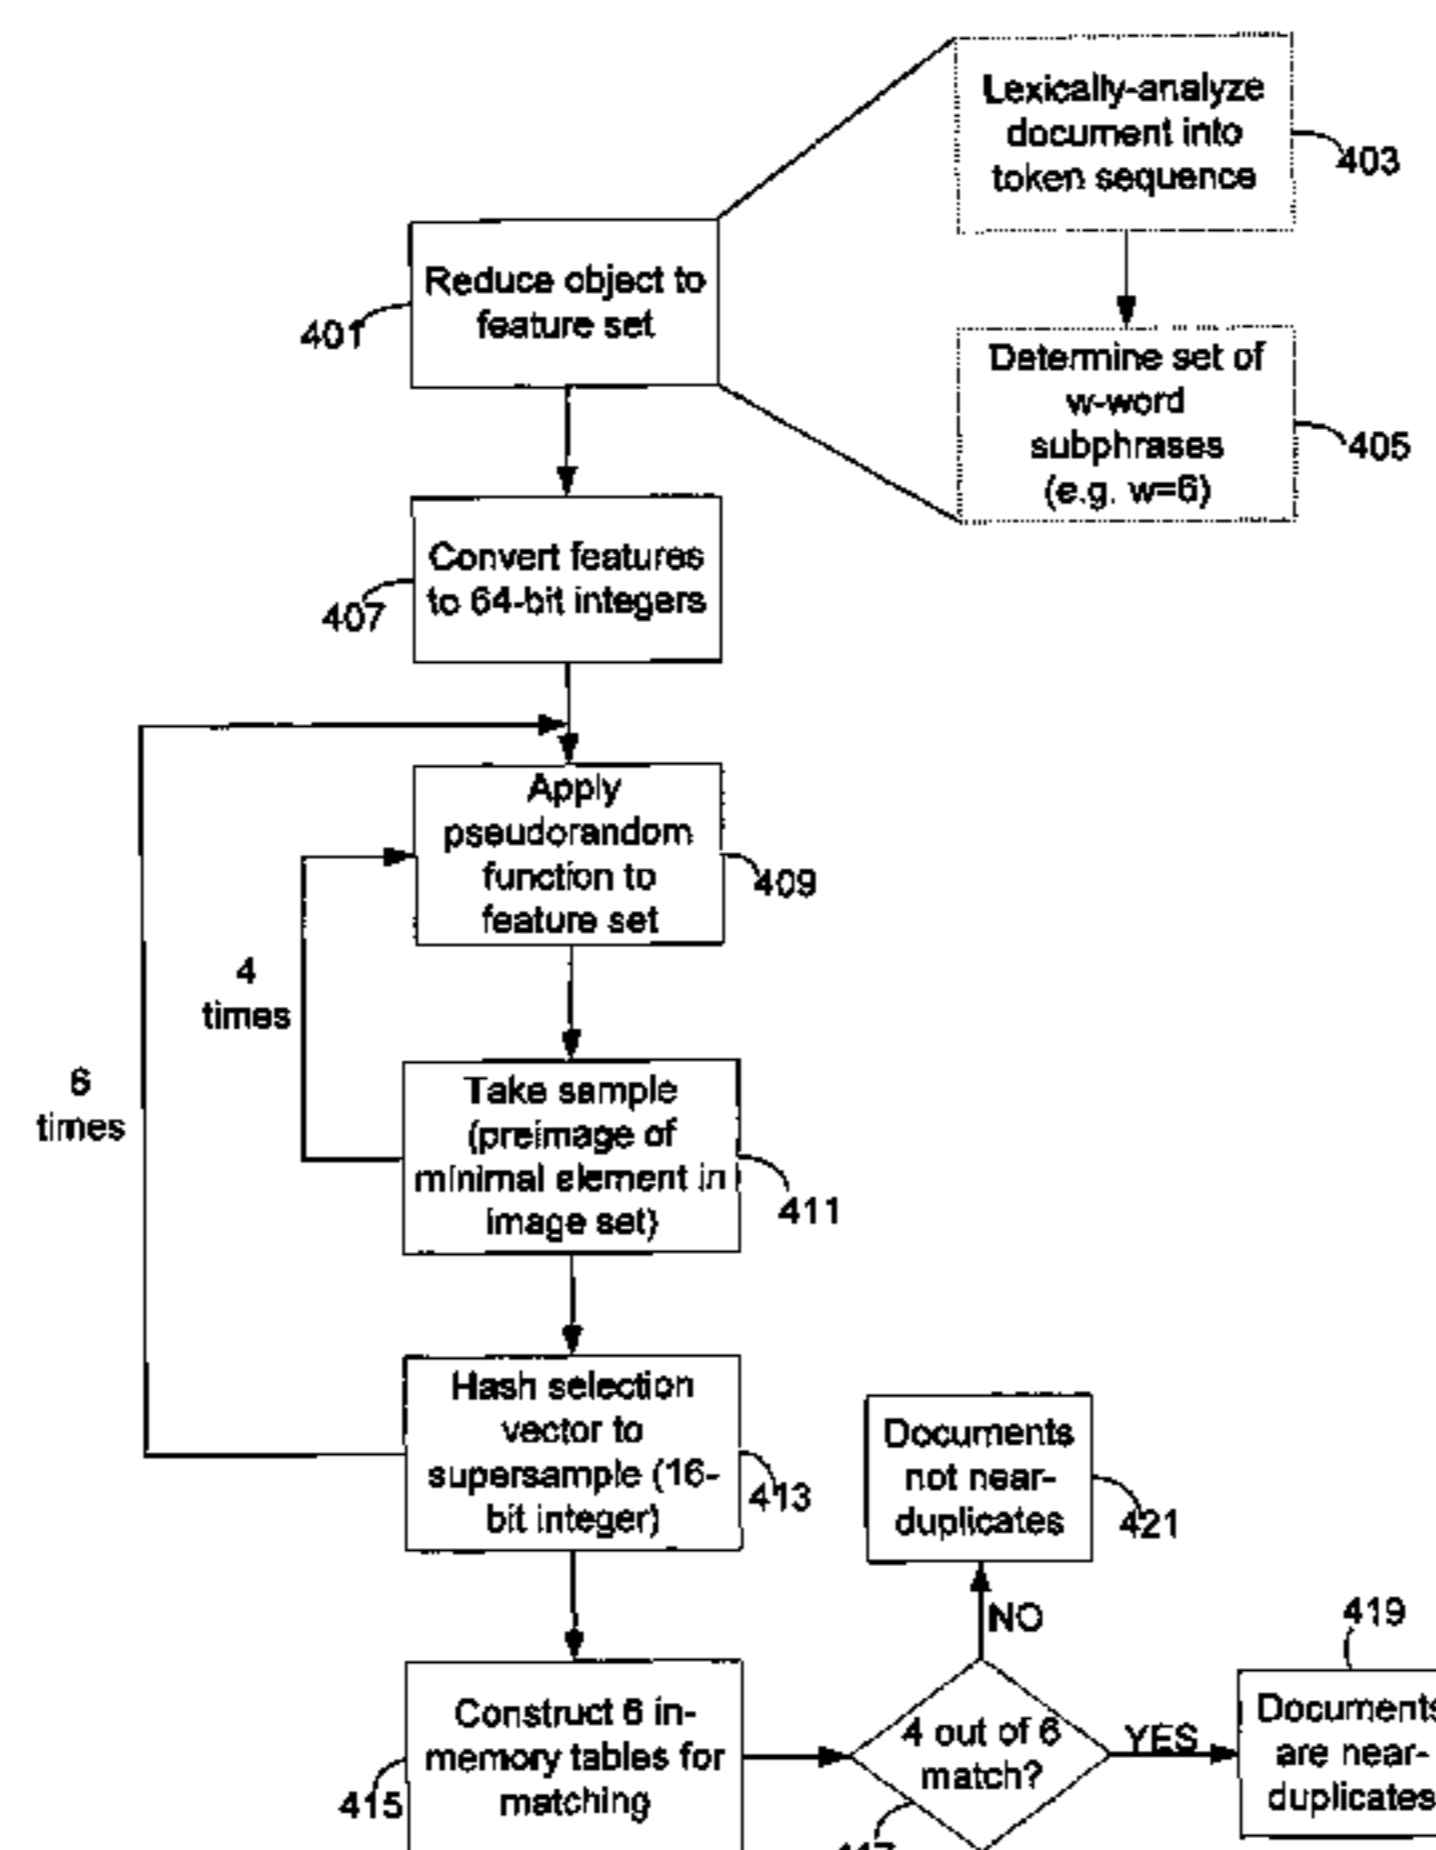 Lexically-analyze
document into
token sequence
403
Reduce object to
feature set
401
Determine set of
w-word
subphrases
(e.g. w=6)
405
Convert features
to 64-bit integers
407
Apply
pseudorandom
function to
feature set
409
4
times
6
times
Take sample
(preimage of
minimal element in
image set)
411
Hash selection
vector to
supersample (16-
bit integer)
413
Documents
not near-
duplicates
421
NO
419
Construct 6 in-
memory tables for
matching
415
4 out of 6
match?
YES
Documents
are near-
duplicates